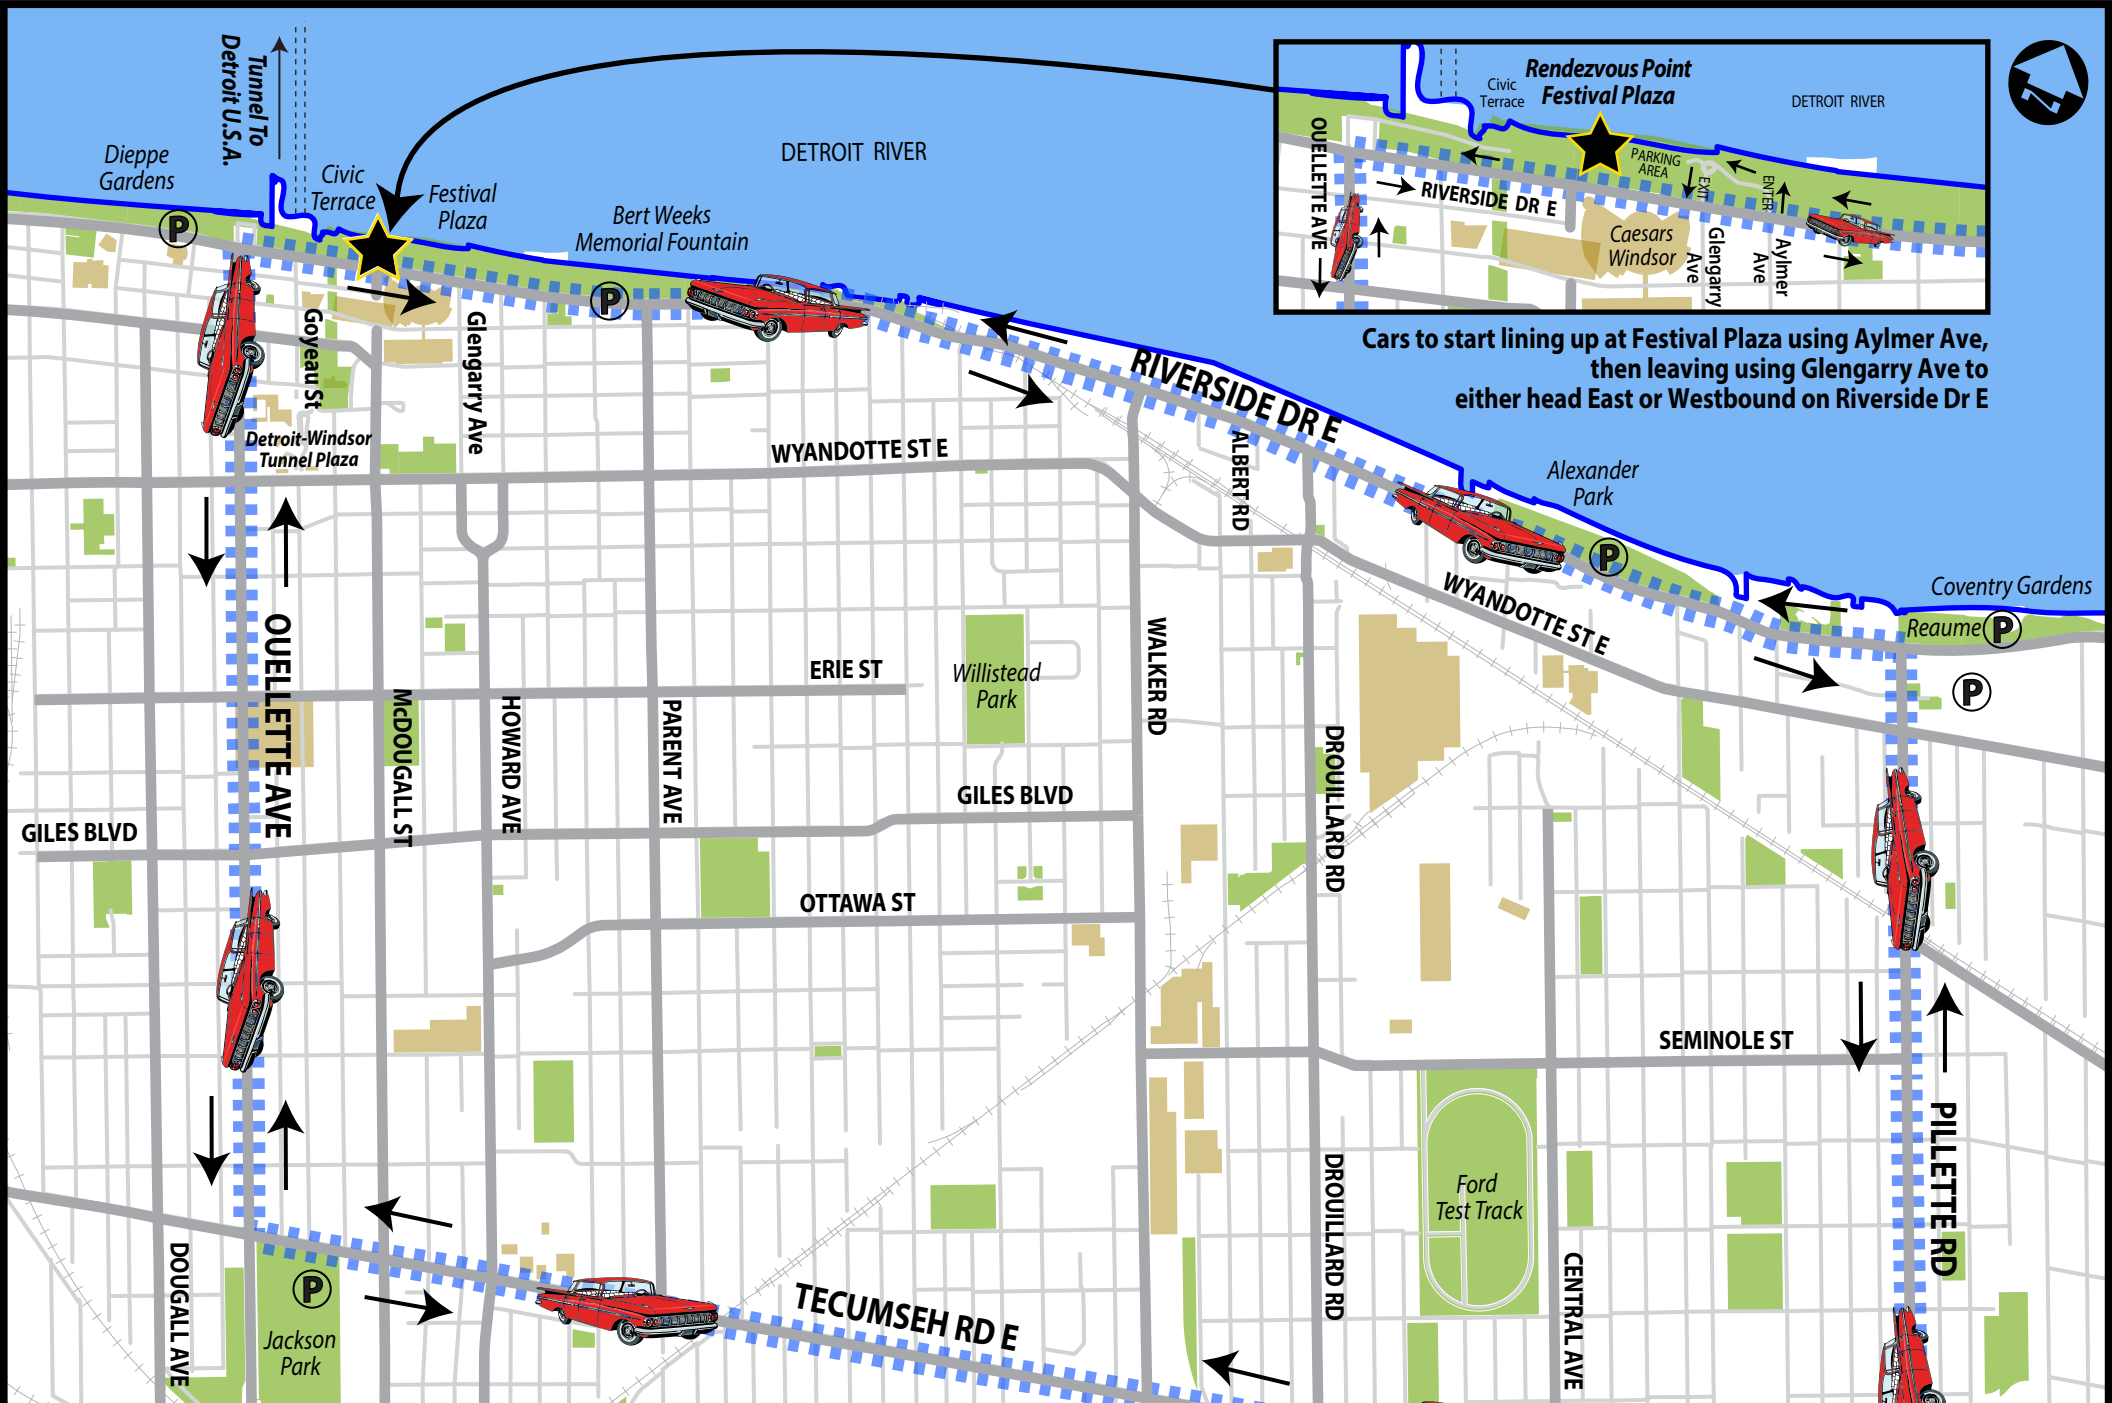 Tunnel To
Detroit U.S.A.
Dieppe
Gardens
Civic
Terrace
Festival
Plaza
Bert Weeks
Memorial Fountain
DETROIT RIVER
P
P
Rendezvous Point
Festival Plaza
Civic
Terrace
DETROIT RIVER
OUELLETTE AVE
RIVERSIDE DR E
PARKING
AREA
EXIT
ENTER
Caesars
Windsor
Glengarry
Ave
Aylmer
Ave
Cars to start lining up at Festival Plaza using Aylmer Ave,
then leaving using Glengarry Ave to
either head East or Westbound on Riverside Dr E
Goyeau St
Glengarry Ave
Detroit-Windsor
Tunnel Plaza
RIVERSIDE DR E
WYANDOTTE ST E
ALBERT RD
Alexander
Park
P
WYANDOTTE ST E
Coventry Gardens
Reaume
P
P
OUELLETTE AVE
McDOUGALL ST
HOWARD AVE
PARENT AVE
ERIE ST
Willistead
Park
WALKER RD
DROUILLARD RD
GILES BLVD
GILES BLVD
OTTAWA ST
SEMINOLE ST
PILLETTE RD
Ford
Test Track
DROUILLARD RD
CENTRAL AVE
DOUGALL AVE
P
Jackson
Park
TECUMSEH RD E